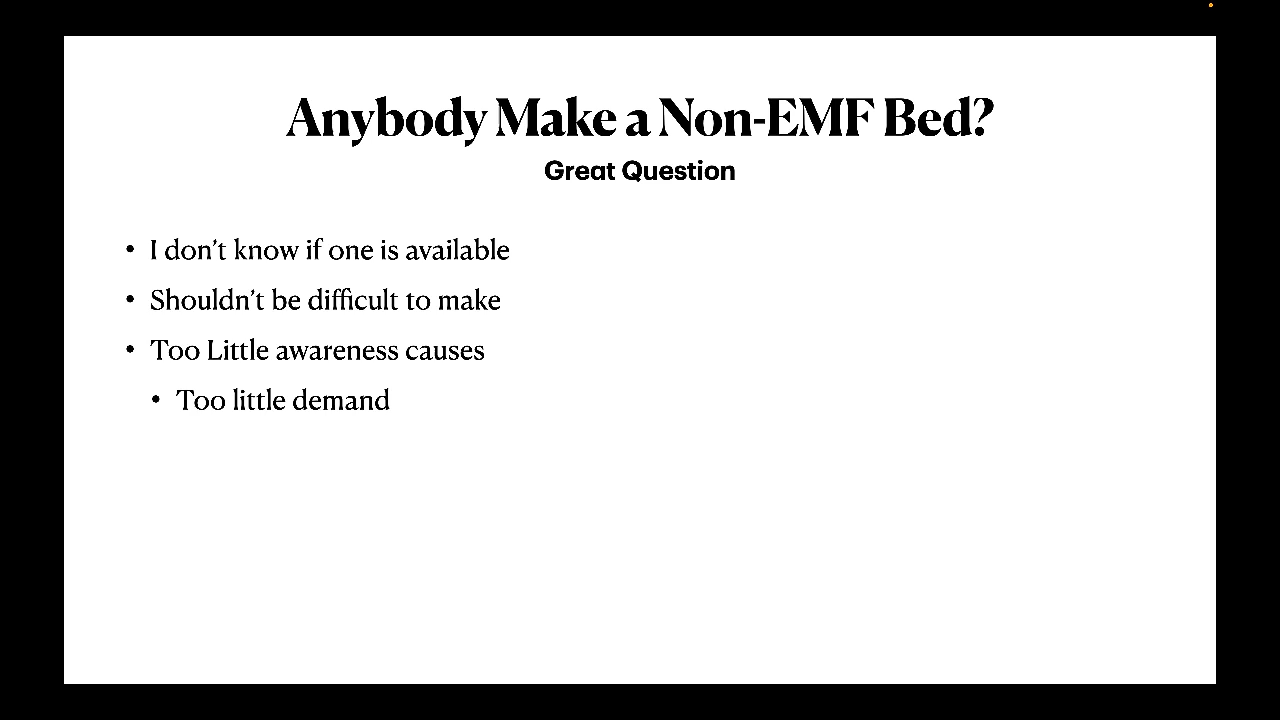 Anybody Make a Non-EMF Bed?
Great Question
• I don’t know if one is available
• Shouldn’t be difficult to make
• Too Little awareness causes
• Too little demand